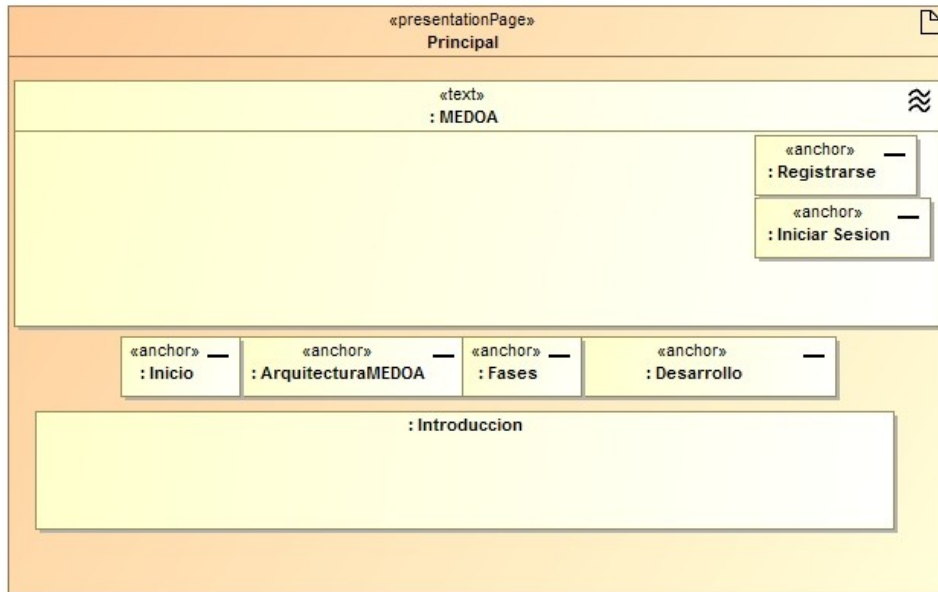 «presentationPage»
Principal
«text»
: MEDOA
«anchor»
: Registrarse
«anchor»
: Iniciar Sesion
«anchor»
: Inicio
«anchor»
: ArquitecturaMEDOA
«anchor»
: Fases
«anchor»
: Desarrollo
: Introduccion